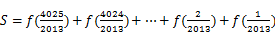 S = f(4025/2013) + f(4024/2013) + ⋯ + f(2/2013) + f(1/2013)